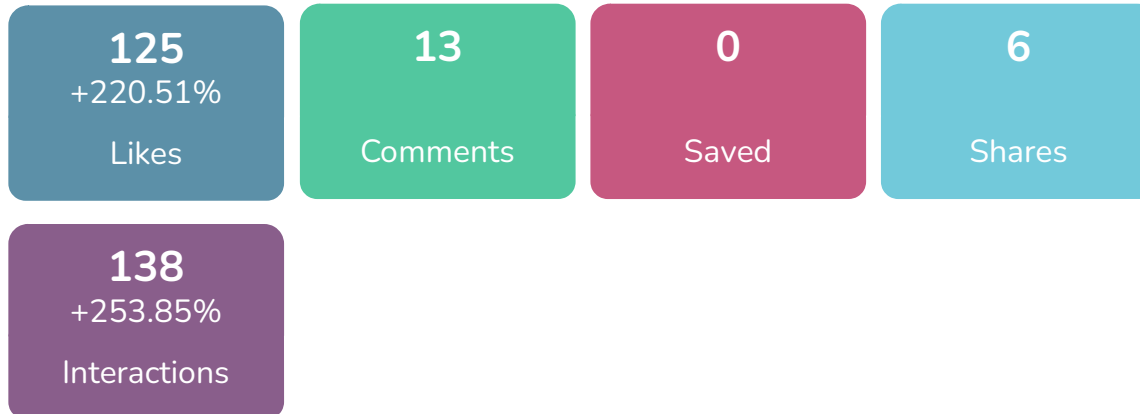 125
+220.51%
Likes
13
Comments
0
Saved
6
Shares
138
+253.85%
Interactions